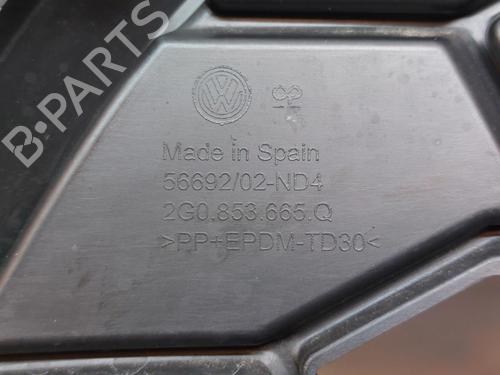 B-PARTS
VW
Made in Spain
56692/02-ND4
2G0.853.665.Q
>PP+EPDM-TD30<